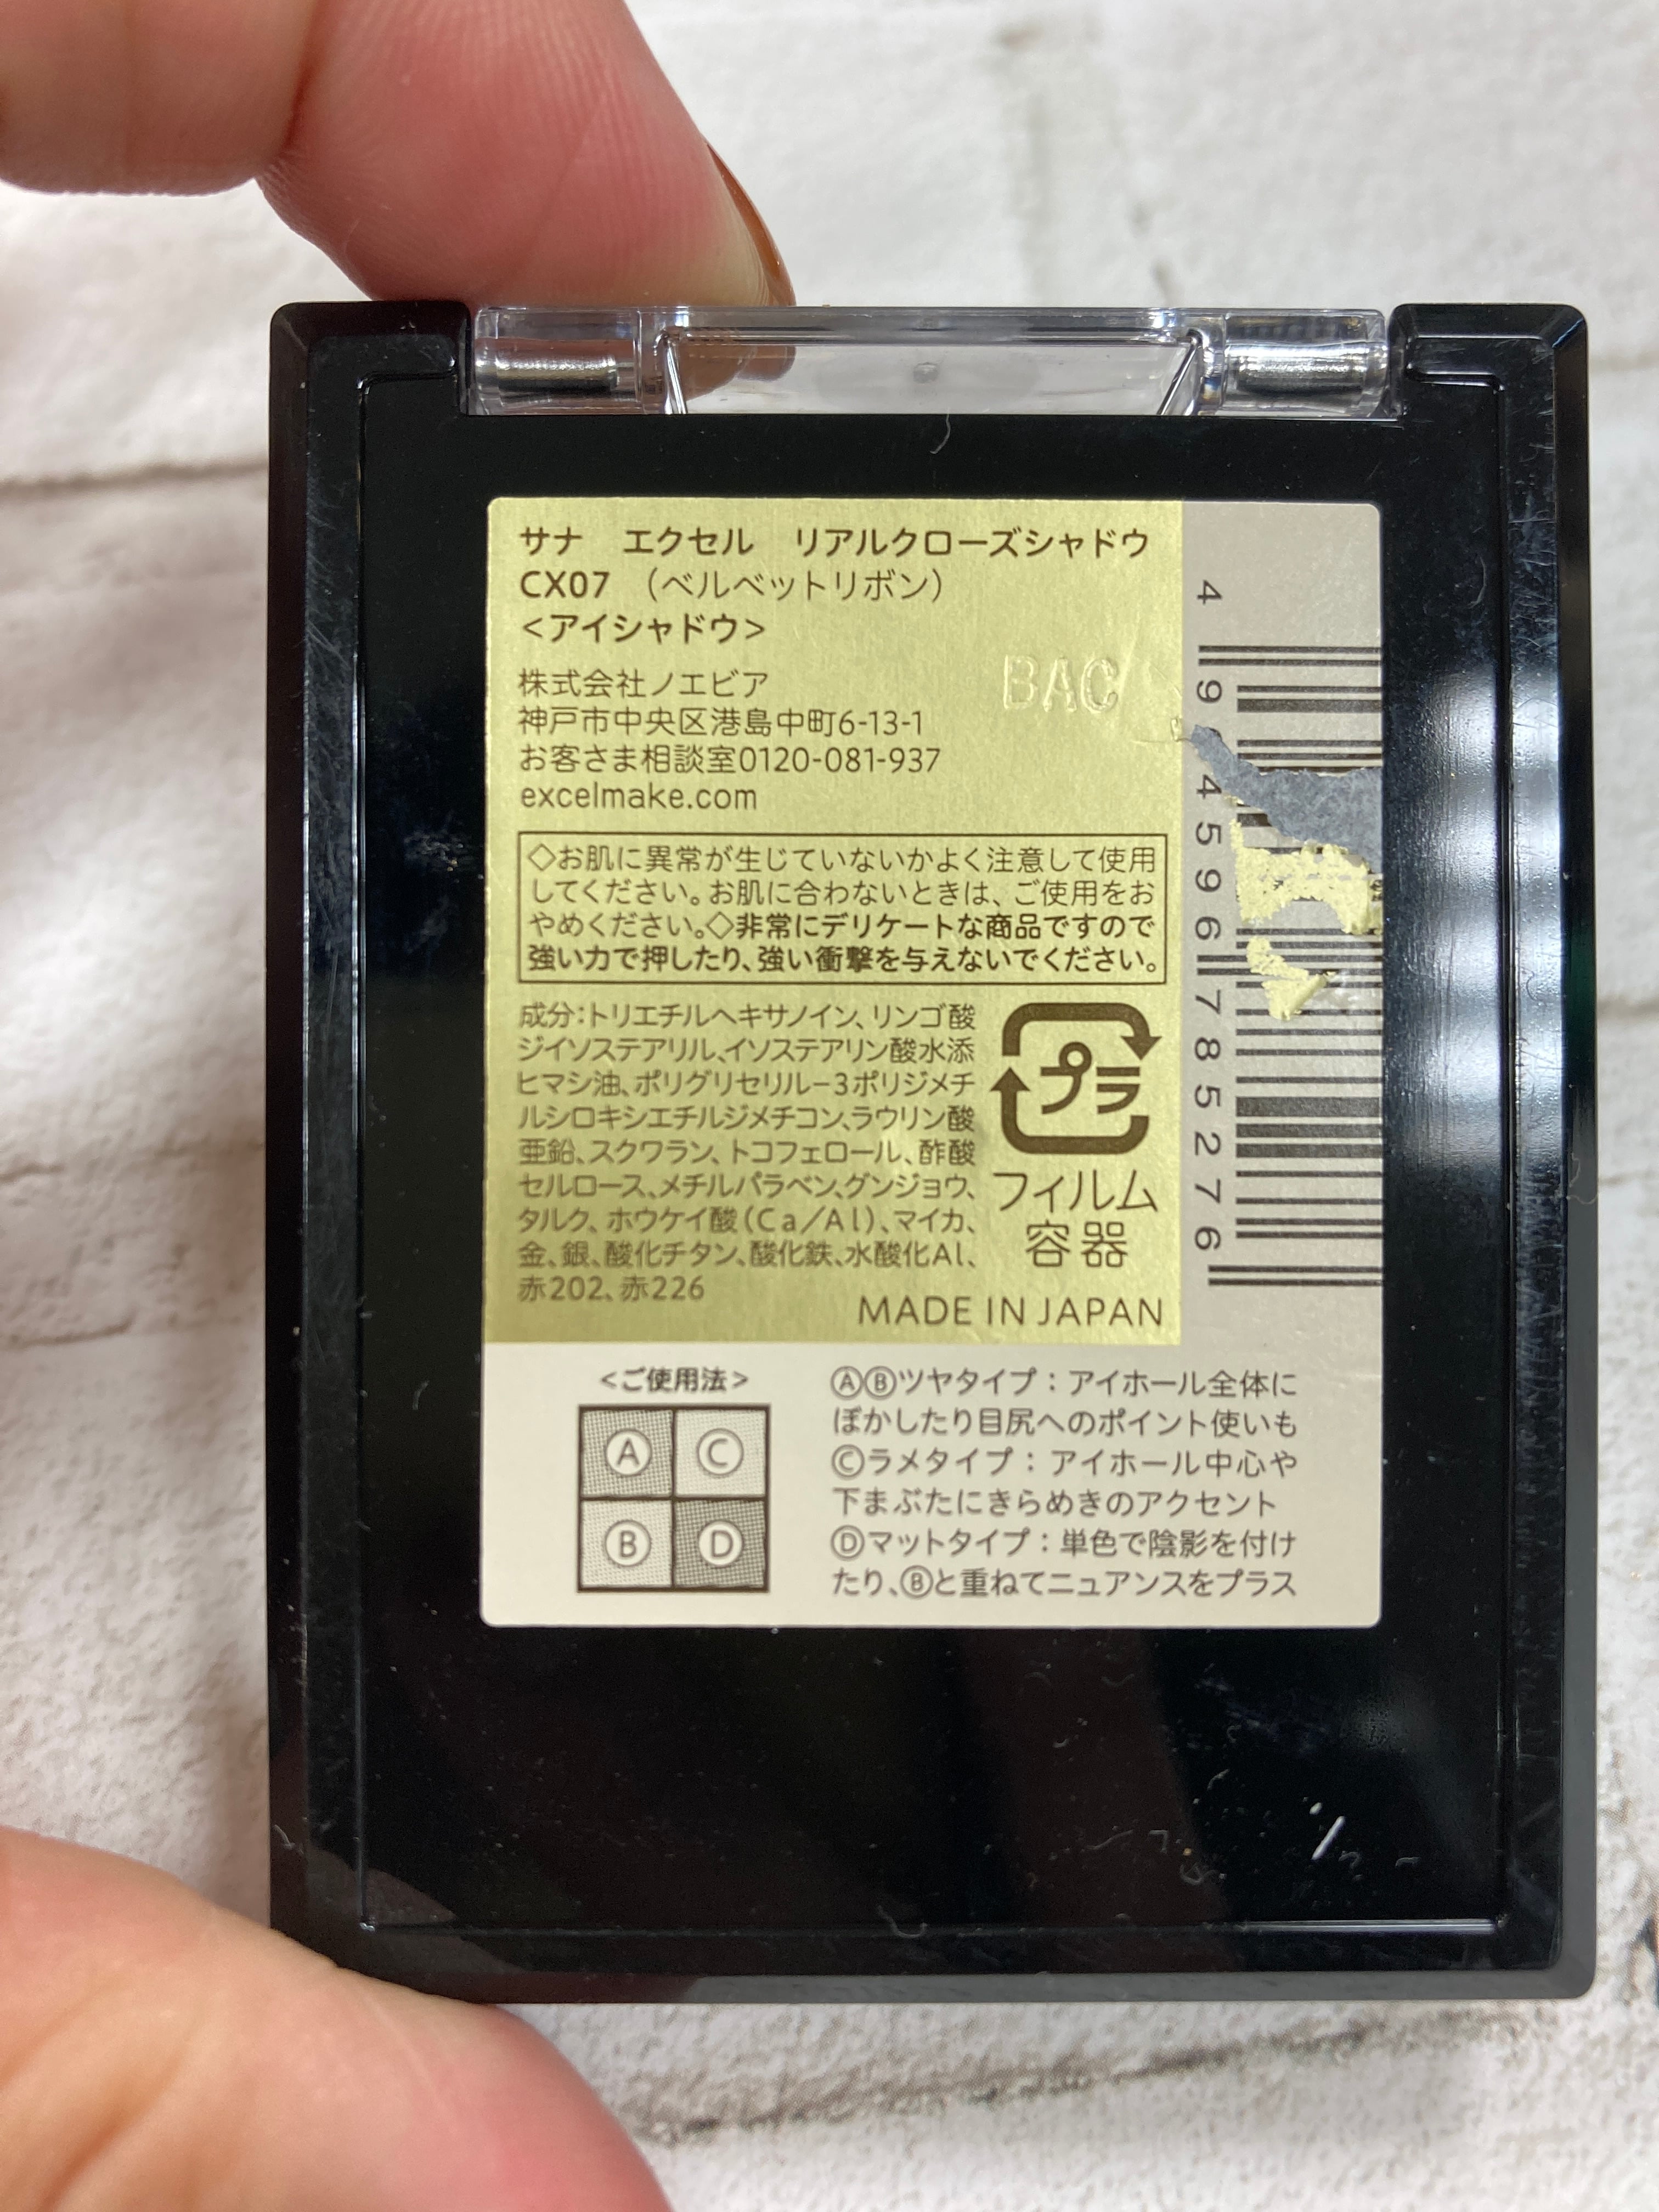 サナ　エクセル　リアルクローズシャドウ
CX07　（ベルベットリボン）
<アイシャドウ>
株式会社ノエビア
神戸市中央区港島中町6-13-1
お客さま相談室0120-081-937
excelmake.com
BAC
◇お肌に異常が生じていないかよく注意して使用
してください。お肌に合わないときは、ご使用をお
やめください。◇非常にデリケートな商品ですので
強い力で押したり、強い衝撃を与えないでください。
成分：トリエチルヘキサノイン、リンゴ酸
ジイソステアリル、イソステアリン酸水添
ヒマシ油、ポリグリセリル−3ポリジメチ
ルシロキシエチルジメチコン、ラウリン酸
亜鉛、スクワラン、トコフェロール、酢酸
セルロース、メチルパラベン、グンジョウ、
タルク、ホウケイ酸（Ca／Al）、マイカ、
金、銀、酸化チタン、酸化鉄、水酸化Al、
赤202、赤226
プラ
フィルム
容器
MADE IN JAPAN
4 945967 785276
<ご使用法>
A C
B D
ⒶⒷツヤタイプ：アイホール全体に
ぼかしたり目尻へのポイント使いも
Ⓒラメタイプ：アイホール中心や
下まぶたにきらめきのアクセント
Ⓓマットタイプ：単色で陰影を付け
たり、Ⓑと重ねてニュアンスをプラス